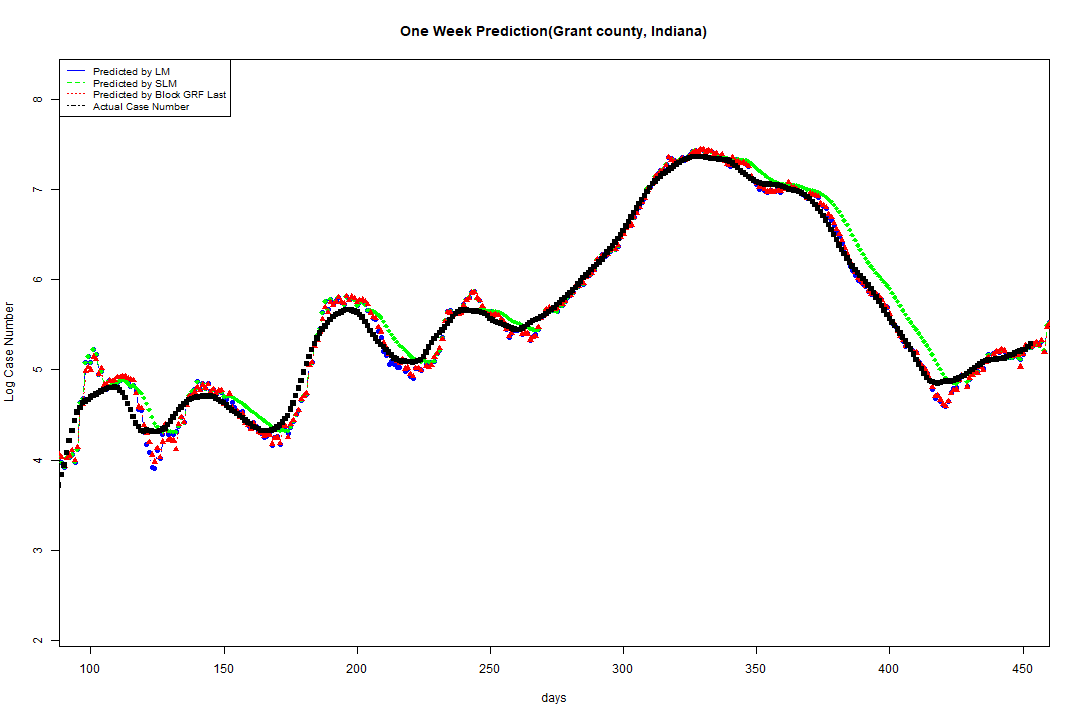 One Week Prediction(Grant county, Indiana)
Predicted by LM
Predicted by SLM
Predicted by Block GRF Last
Actual Case Number
8
7
6
5
4
3
2
Log Case Number
100 150 200 250 300 350 400 450
days